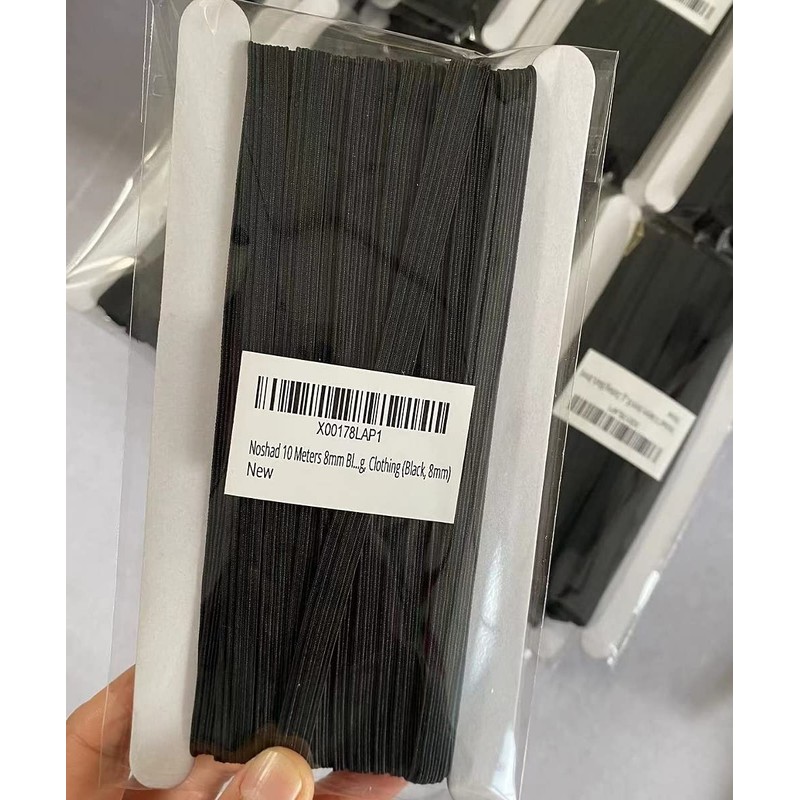 X00178LAP1
Noshad 10 Meters 8mm Bl...g, Clothing (Black, 8mm)
New